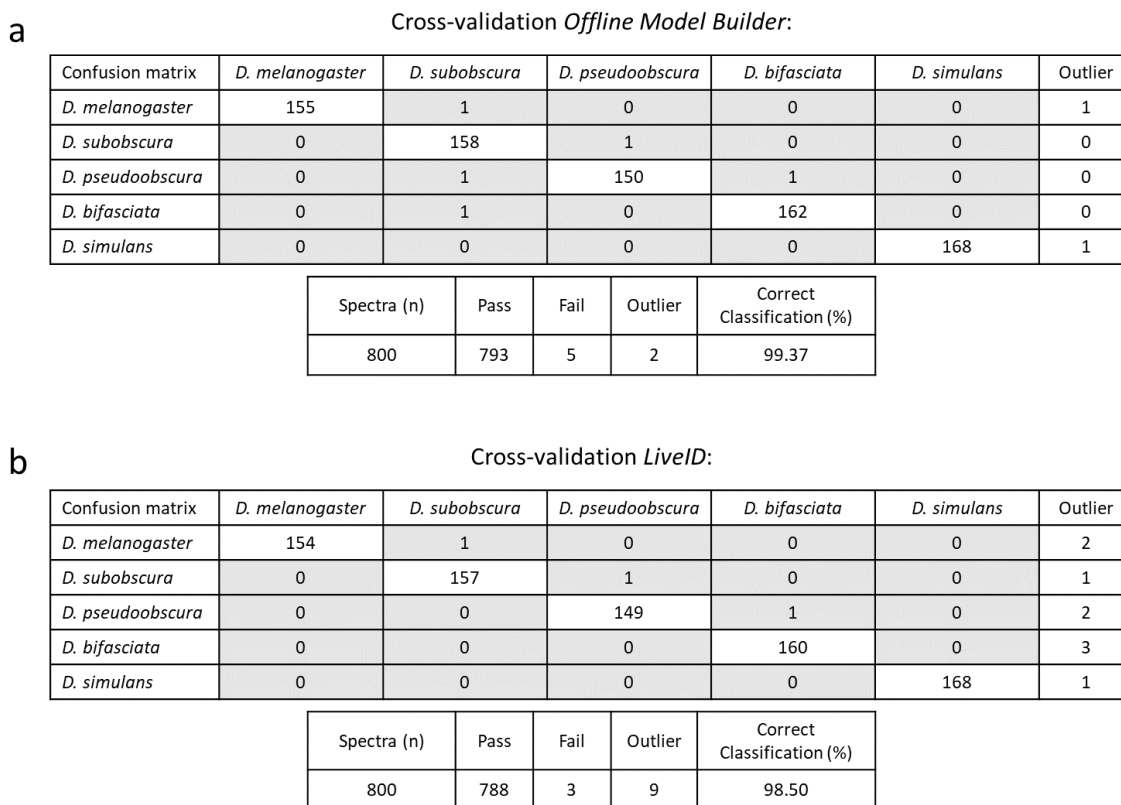 a
Cross-validation Offline Model Builder:
Confusion matrix D. melanogaster D. subobscura D. pseudoobscura D. bifasciata D. simulans Outlier
D. melanogaster 155 1 0 0 0 1
D. subobscura 0 158 1 0 0 0
D. pseudoobscura 0 1 150 1 0 0
D. bifasciata 0 1 0 162 0 0
D. simulans 0 0 0 0 168 1
Spectra (n) Pass Fail Outlier Correct
Classification (%)
800 793 5 2 99.37
b
Cross-validation LiveID:
Confusion matrix D. melanogaster D. subobscura D. pseudoobscura D. bifasciata D. simulans Outlier
D. melanogaster 154 1 0 0 0 2
D. subobscura 0 157 1 0 0 1
D. pseudoobscura 0 0 149 1 0 2
D. bifasciata 0 0 0 160 0 3
D. simulans 0 0 0 0 168 1
Spectra (n) Pass Fail Outlier Correct
Classification (%)
800 788 3 9 98.50